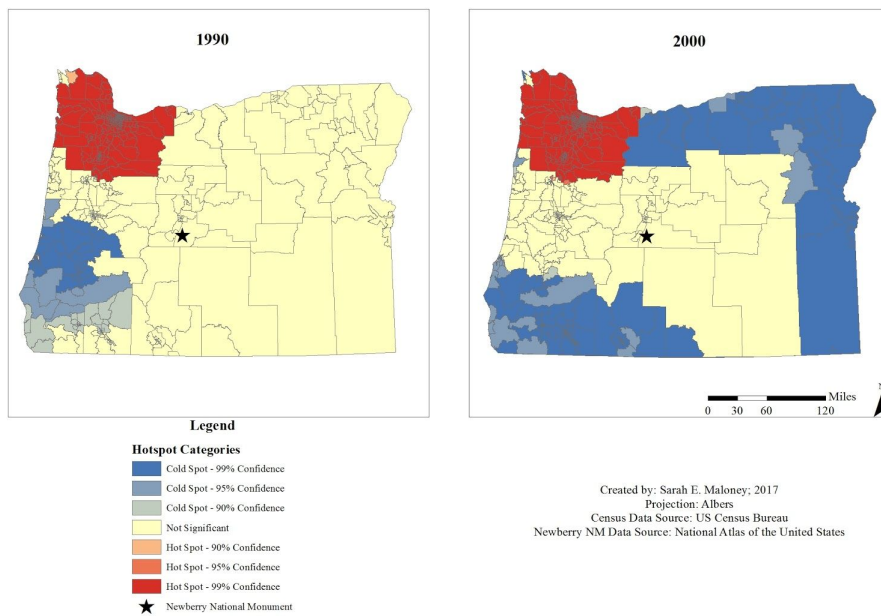 1990
2000
Miles
0 30 60 120
N
Legend
Hotspot Categories
Cold Spot - 99% Confidence
Cold Spot - 95% Confidence
Cold Spot - 90% Confidence
Not Significant
Hot Spot - 90% Confidence
Hot Spot - 95% Confidence
Hot Spot - 99% Confidence
Newberry National Monument
Created by: Sarah E. Maloney; 2017
Projection: Albers
Census Data Source: US Census Bureau
Newberry NM Data Source: National Atlas of the United States